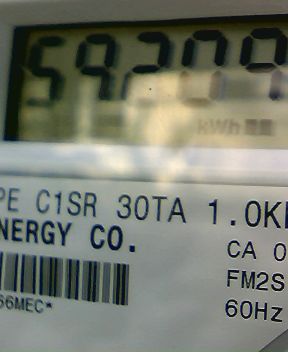 59209
kWh
PE C1SR 30TA 1.0K
NERGY CO.
CA 0
FM2S
66MEC*
60Hz